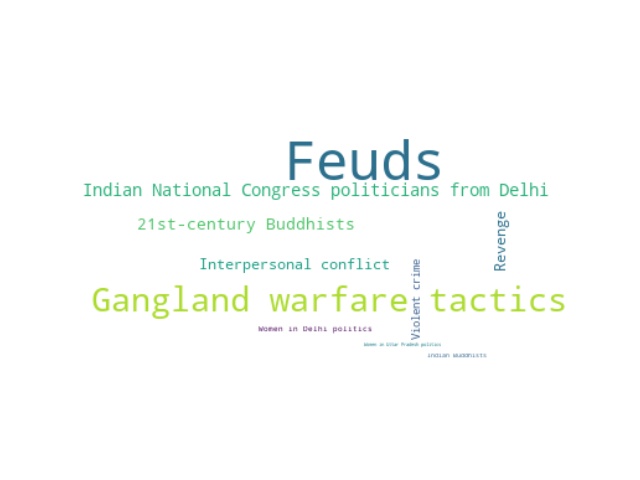 Feuds
Indian National Congress politicians from Delhi
21st-century Buddhists
Revenge
Interpersonal conflict
Violent crime
Gangland warfare tactics
Women in Delhi politics
Women in Uttar Pradesh politics
Indian Buddhists